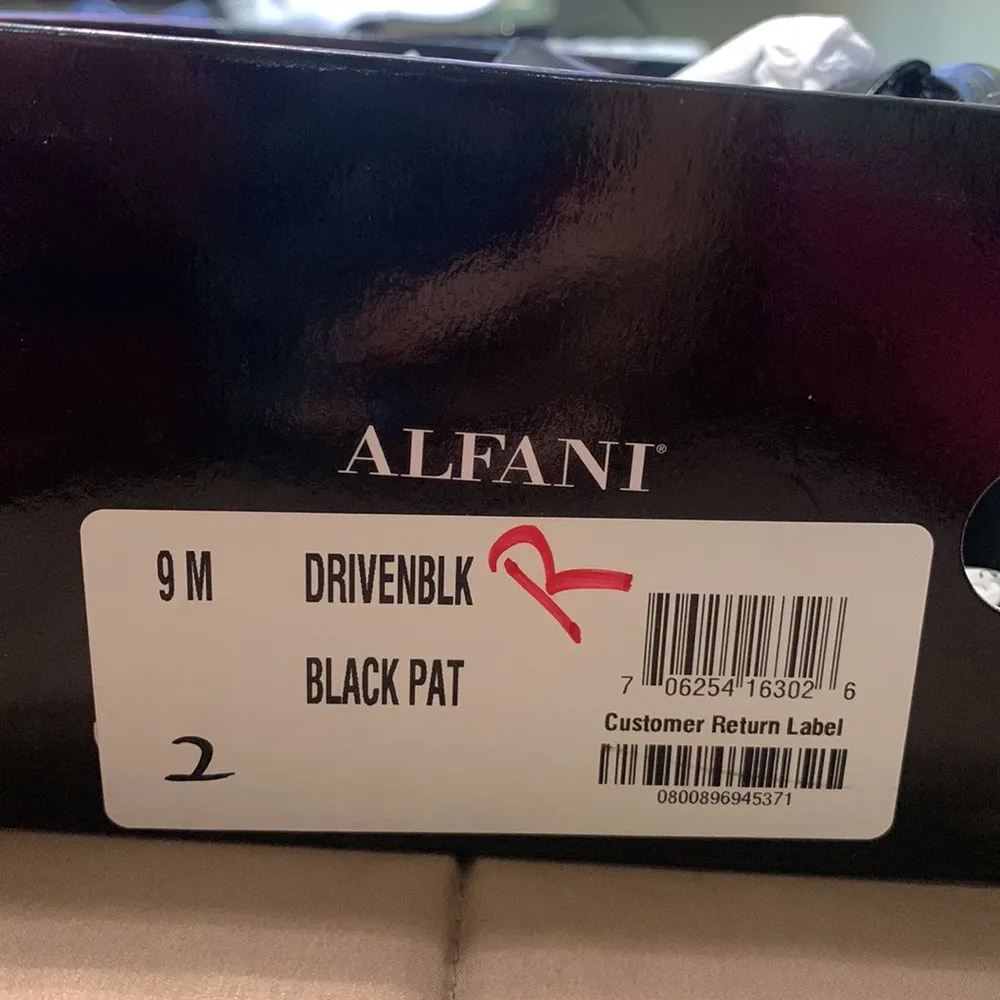 ALFANI®
9 M DRIVENBLK R
BLACK PAT
7 06254 16302 6
Customer Return Label
2
0800896945371